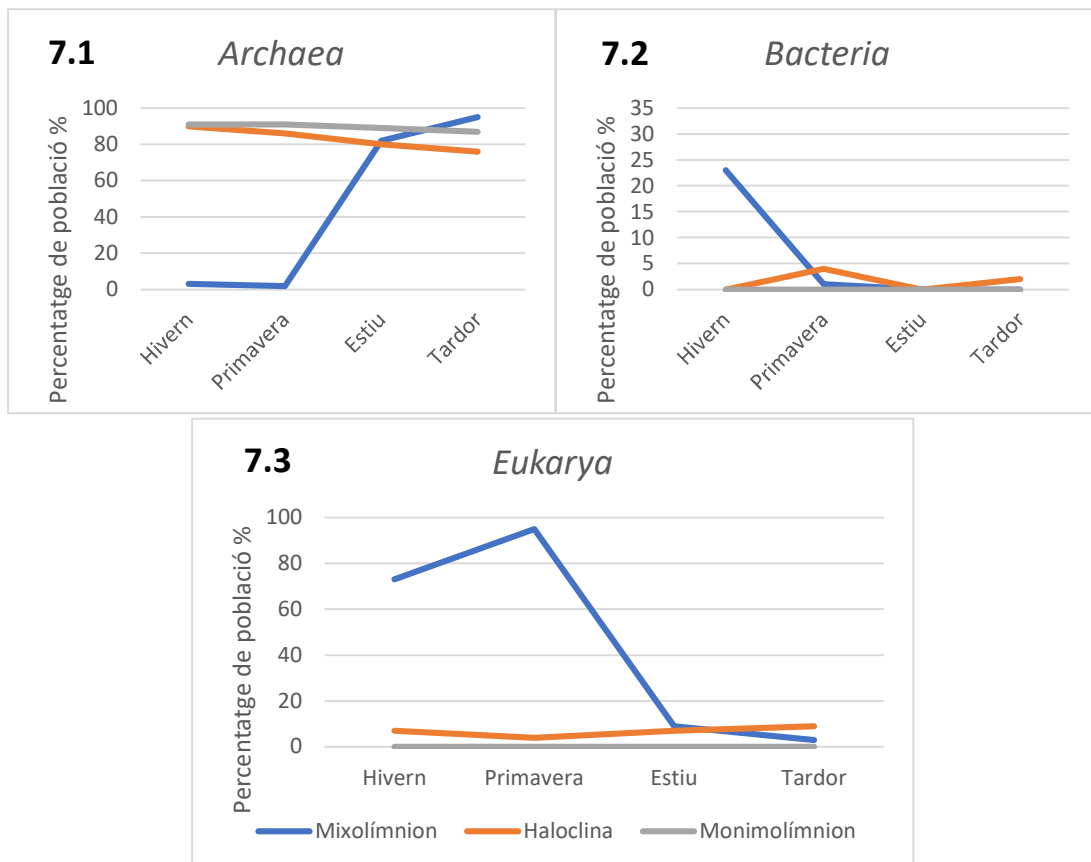 7.1
Archaea
Percentatge de població %
100
80
60
40
20
0
Hivern
Primavera
Estiu
Tardor
7.2
Bacteria
Percentatge de població %
35
30
25
20
15
10
5
0
Hivern
Primavera
Estiu
Tardor
7.3
Eukarya
Percentatge de població %
100
80
60
40
20
0
Hivern
Primavera
Estiu
Tardor
Mixolímnion
Haloclina
Monimolímnion